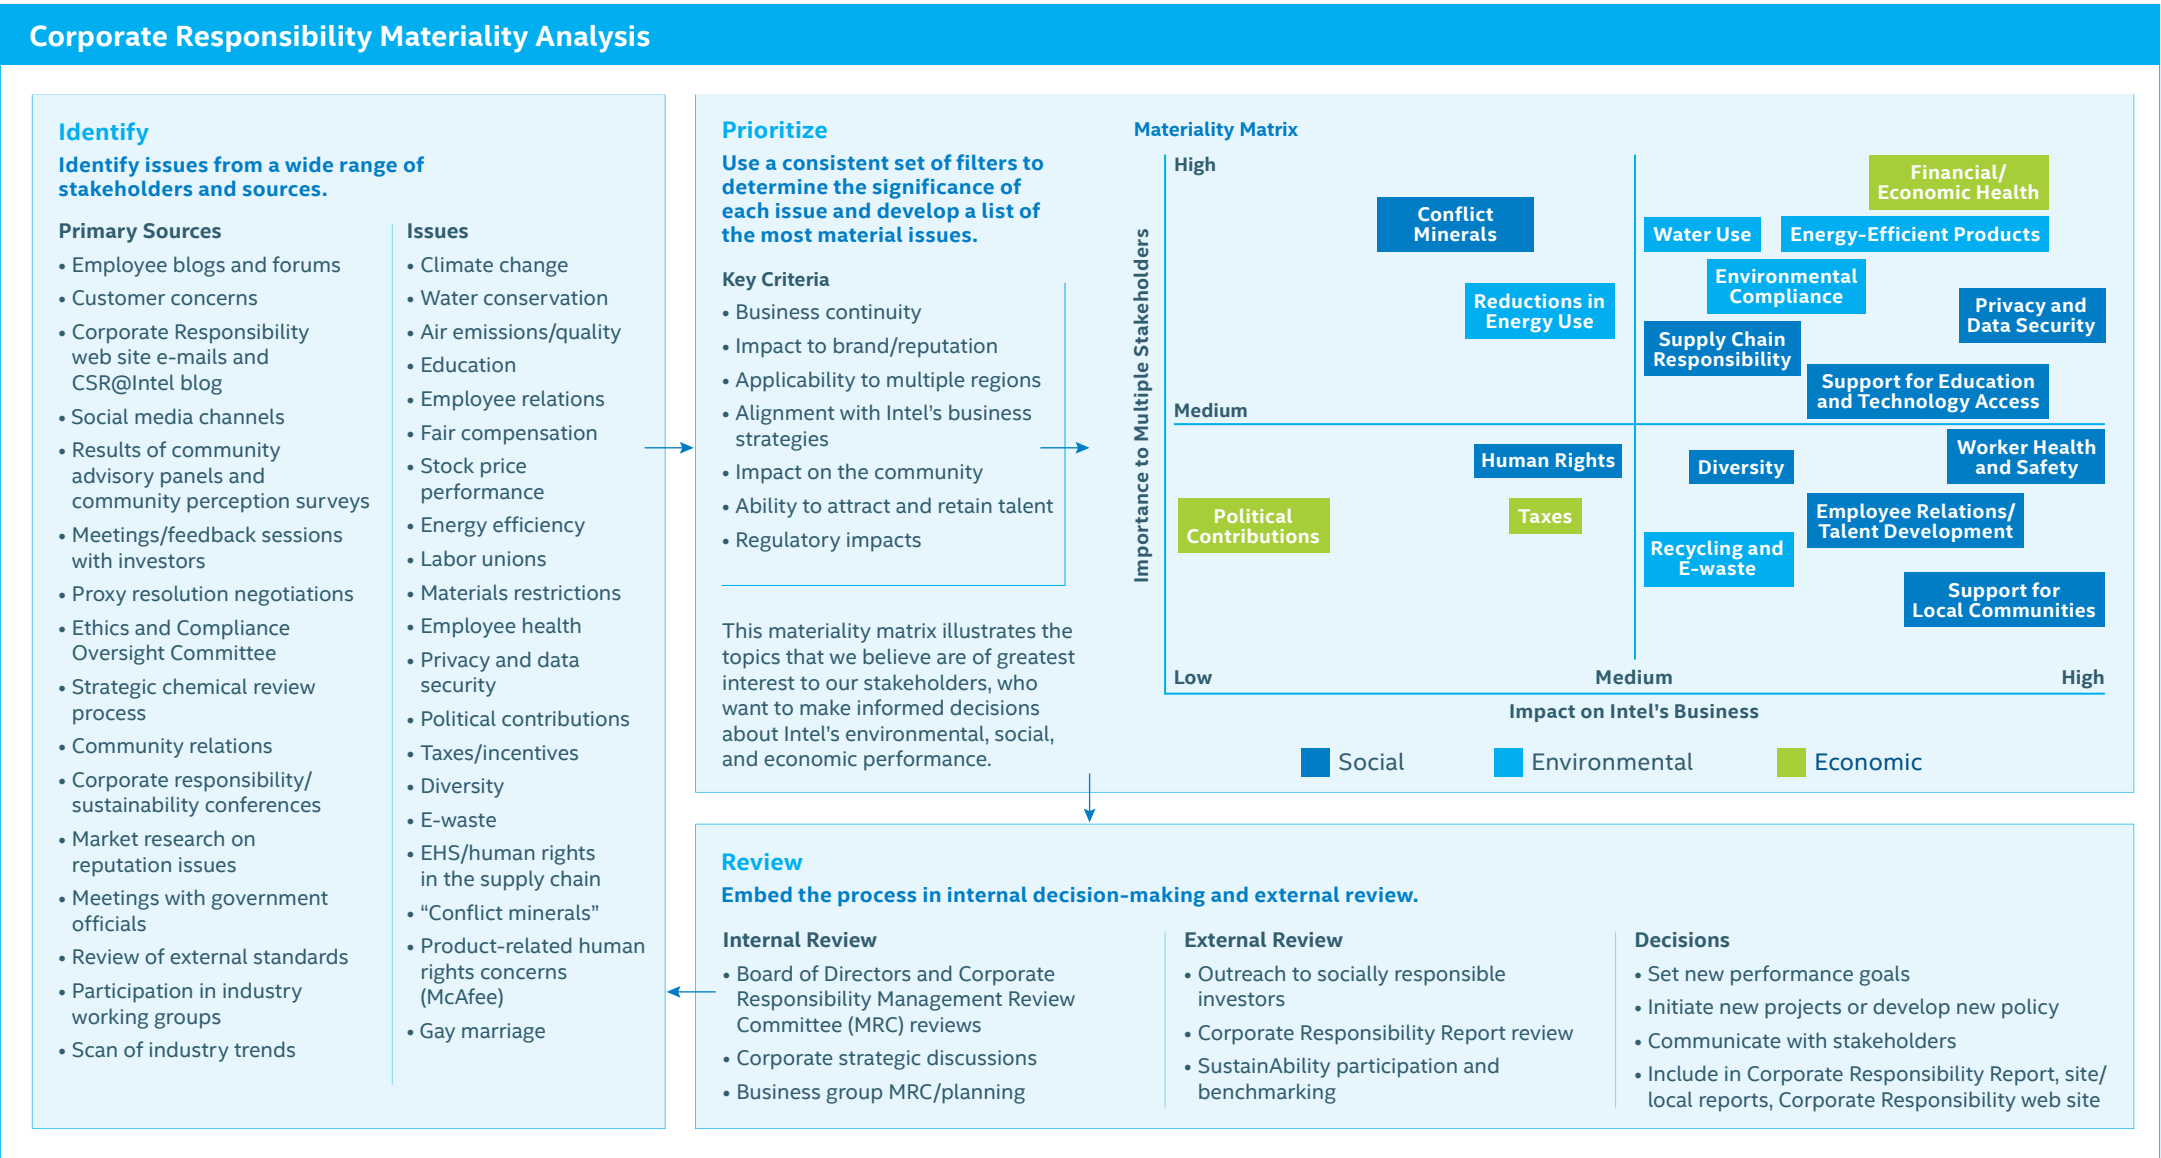 Corporate Responsibility Materiality Analysis
Identify
Identify issues from a wide range of
stakeholders and sources.
Primary Sources
• Employee blogs and forums
• Customer concerns
• Corporate Responsibility
web site e-mails and
CSR@Intel blog
• Social media channels
• Results of community
advisory panels and
community perception surveys
• Meetings/feedback sessions
with investors
• Proxy resolution negotiations
• Ethics and Compliance
Oversight Committee
• Strategic chemical review
process
• Community relations
• Corporate responsibility/
sustainability conferences
• Market research on
reputation issues
• Meetings with government
officials
• Review of external standards
• Participation in industry
working groups
• Scan of industry trends
Issues
• Climate change
• Water conservation
• Air emissions/quality
• Education
• Employee relations
• Fair compensation
• Stock price
performance
• Energy efficiency
• Labor unions
• Materials restrictions
• Employee health
• Privacy and data
security
• Political contributions
• Taxes/incentives
• Diversity
• E-waste
• EHS/human rights
in the supply chain
• “Conflict minerals”
• Product-related human
rights concerns
(McAfee)
• Gay marriage
Prioritize
Use a consistent set of filters to
determine the significance of
each issue and develop a list of
the most material issues.
Key Criteria
• Business continuity
• Impact to brand/reputation
• Applicability to multiple regions
• Alignment with Intel’s business
strategies
• Impact on the community
• Ability to attract and retain talent
• Regulatory impacts
This materiality matrix illustrates the
topics that we believe are of greatest
interest to our stakeholders, who
want to make informed decisions
about Intel’s environmental, social,
and economic performance.
Materiality Matrix
Importance to Multiple Stakeholders
High
Conflict
Minerals
Reductions in
Energy Use
Financial/
Economic Health
Water Use
Energy-Efficient Products
Environmental
Compliance
Privacy and
Data Security
Supply Chain
Responsibility
Support for Education
and Technology Access
Medium
Human Rights
Political
Contributions
Taxes
Diversity
Worker Health
and Safety
Employee Relations/
Talent Development
Recycling and
E-waste
Support for
Local Communities
Low
Medium
High
Impact on Intel’s Business
Social
Environmental
Economic
Review
Embed the process in internal decision-making and external review.
Internal Review
• Board of Directors and Corporate
Responsibility Management Review
Committee (MRC) reviews
• Corporate strategic discussions
• Business group MRC/planning
External Review
• Outreach to socially responsible
investors
• Corporate Responsibility Report review
• SustainAbility participation and
benchmarking
Decisions
• Set new performance goals
• Initiate new projects or develop new policy
• Communicate with stakeholders
• Include in Corporate Responsibility Report, site/
local reports, Corporate Responsibility web site